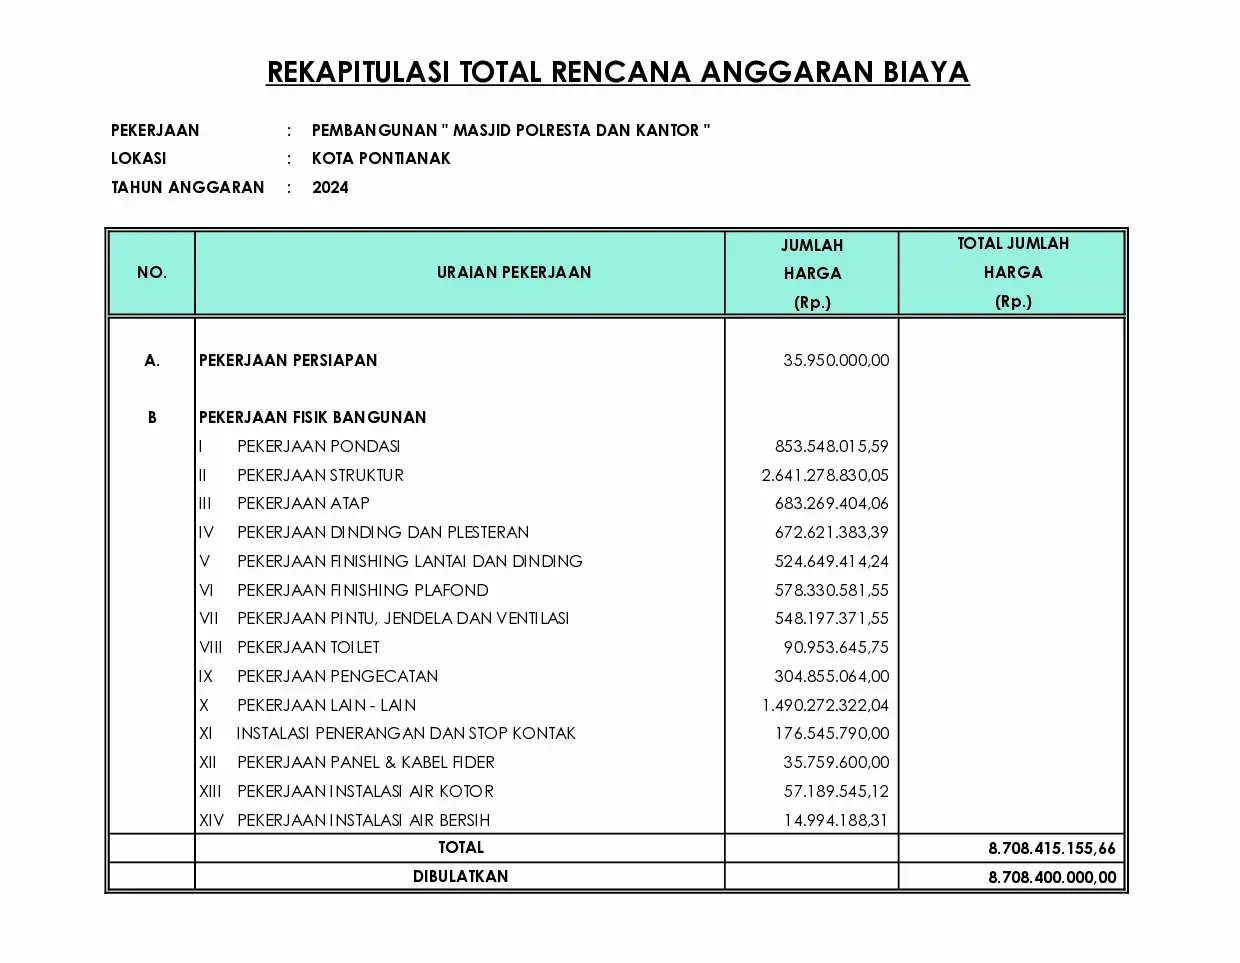 REKAPITULASI TOTAL RENCANA ANGGARAN BIAYA
PEKERJAAN : PEMBANGUNAN " MASJID POLRESTA DAN KANTOR "
LOKASI : KOTA PONTIANAK
TAHUN ANGGARAN : 2024
NO. URAIAN PEKERJAAN JUMLAH HARGA (Rp.) TOTAL JUMLAH HARGA (Rp.)
A. PEKERJAAN PERSIAPAN 35.950.000,00
B PEKERJAAN FISIK BANGUNAN
I PEKERJAAN PONDASI 853.548.015,59
II PEKERJAAN STRUKTUR 2.641.278.830,05
III PEKERJAAN ATAP 683.269.404,06
IV PEKERJAAN DINDING DAN PLESTERAN 672.621.383,39
V PEKERJAAN FINISHING LANTAI DAN DINDING 524.649.414,24
VI PEKERJAAN FINISHING PLAFOND 578.330.581,55
VII PEKERJAAN PINTU, JENDELA DAN VENTILASI 548.197.371,55
VIII PEKERJAAN TOILET 90.953.645,75
IX PEKERJAAN PENGECATAN 304.855.064,00
X PEKERJAAN LAIN - LAIN 1.490.272.322,04
XI INSTALASI PENERANGAN DAN STOP KONTAK 176.545.790,00
XII PEKERJAAN PANEL & KABEL FIDER 35.759.600,00
XIII PEKERJAAN INSTALASI AIR KOTOR 57.189.545,12
XIV PEKERJAAN INSTALASI AIR BERSIH 14.994.188,31
TOTAL 8.708.415.155,66
DIBULATKAN 8.708.400.000,00